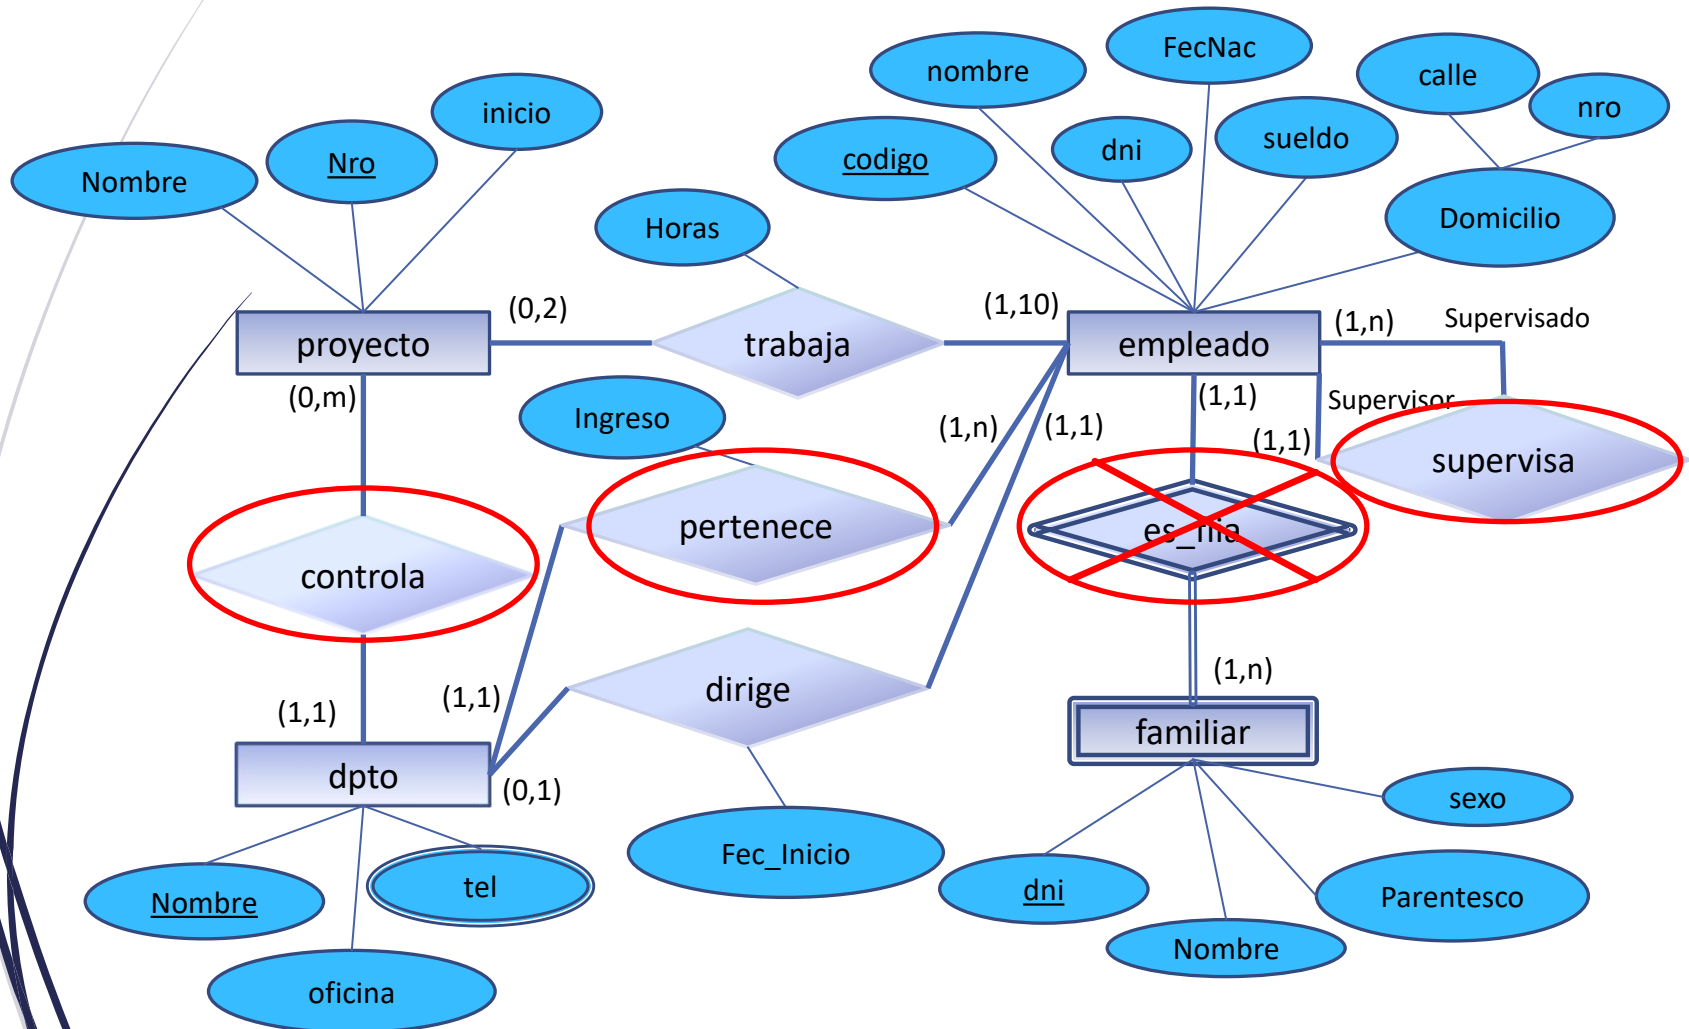 FecNac
nombre
calle
inicio
nro
Nro
codigo
dni
sueldo
Nombre
Horas
Domicilio
(0,2)
(1,10)
(1,n)
Supervisado
proyecto
trabaja
empleado
(0,m)
(1,1)
Supervisor
Ingreso
(1,n)
(1,1)
(1,1)
supervisa
pertenece
es_flia
controla
(1,n)
(1,1)
dirige
(1,1)
familiar
dpto
(0,1)
sexo
Fec_Inicio
tel
dni
Parentesco
Nombre
Nombre
oficina